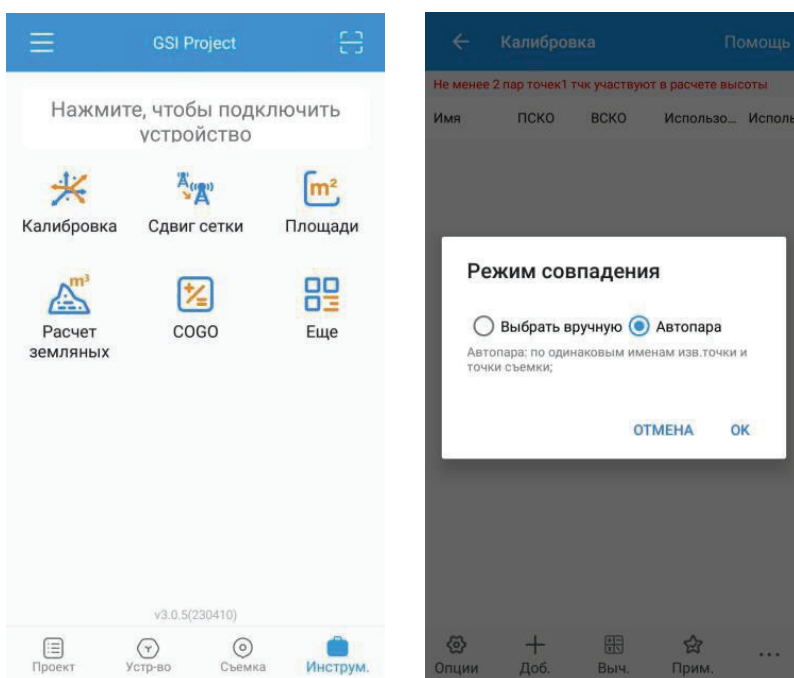 GSI Project
Нажмите, чтобы подключить
устройство
Калибровка
Сдвиг сетки
Площади
Расчет
земляных
COGO
Еще
v3.0.5(230410)
Проект
Устр-во
Съемка
Инструм.
Калибровка
Помощь
Не менее 2 пар точек1 тчк участвуют в расчете высоты
Имя ПСКО ВСКО Использо... Исполь
Режим совпадения
Выбрать вручную Автопара
Автопара: по одинаковым именам изв.точки и
точки съемки;
ОТМЕНА OK
Опции
Доб.
Выч.
Прим.